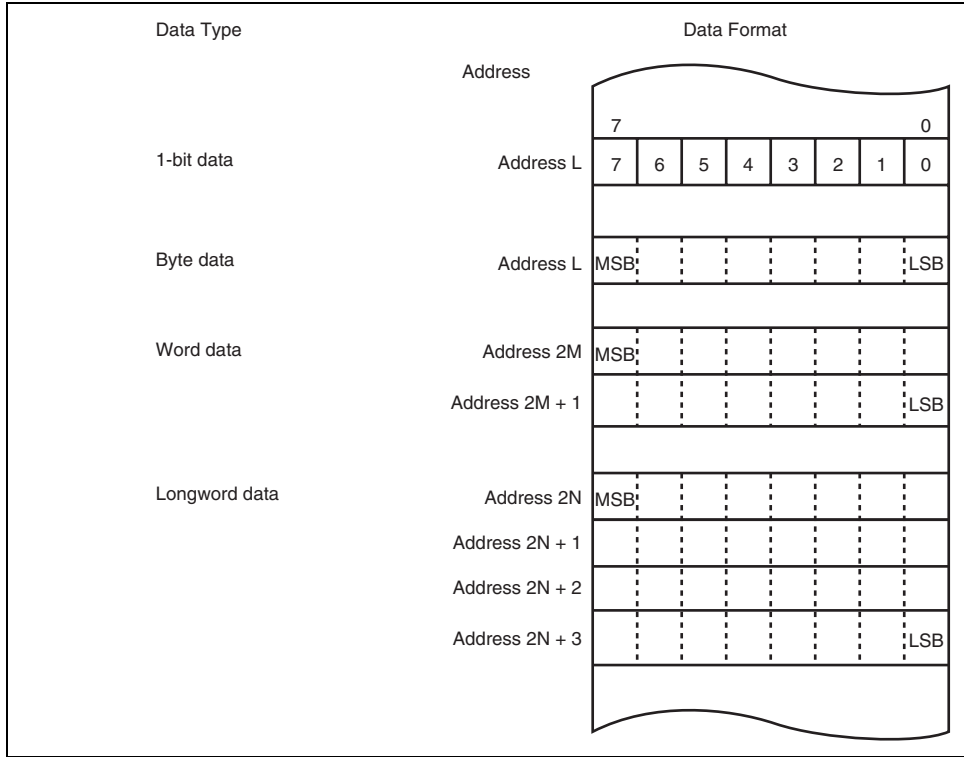 Data Type Data Format
Address
7 0
1-bit data Address L 7 6 5 4 3 2 1 0
Byte data Address L MSB LSB
Word data Address 2M MSB
Address 2M + 1 LSB
Longword data Address 2N MSB
Address 2N + 1
Address 2N + 2
Address 2N + 3 LSB